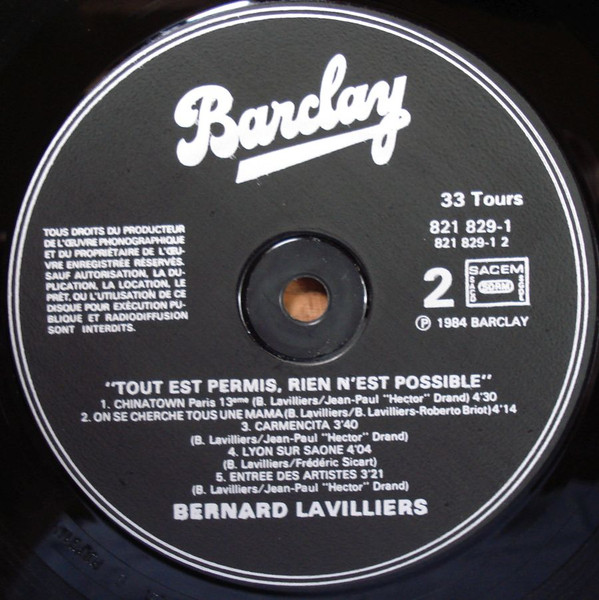 Barclay
33 Tours
821 829-1
821 829-1 2
TOUS DROITS DU PRODUCTEUR
DE L'ŒUVRE PHONOGRAPHIQUE
ET DU PROPRIÉTAIRE DE L'ŒU-
VRE ENREGISTRÉE RÉSERVÉS.
SAUF AUTORISATION, LA DU-
PLICATION, LA LOCATION, LE
PRÊT, OU L'UTILISATION DE CE
DISQUE POUR EXÉCUTION PU-
BLIQUE ET RADIODIFFUSION
SONT INTERDITS.
2
SACEM
SACD SDRM SGDL
℗ 1984 BARCLAY
"TOUT EST PERMIS, RIEN N'EST POSSIBLE"
1. CHINATOWN Paris 13ème (B. Lavilliers/Jean-Paul "Hector" Drand) 4'30
2. ON SE CHERCHE TOUS UNE MAMA (B. Lavilliers/B. Lavilliers-Roberto Briot) 4'14
3. CARMENCITA 3'40
(B. Lavilliers/Jean-Paul "Hector" Drand)
4. LYON SUR SAONE 4'04
(B. Lavilliers/Frédéric Sicart)
5. ENTREE DES ARTISTES 3'21
(B. Lavilliers/Jean-Paul "Hector" Drand)
BERNARD LAVILLIERS